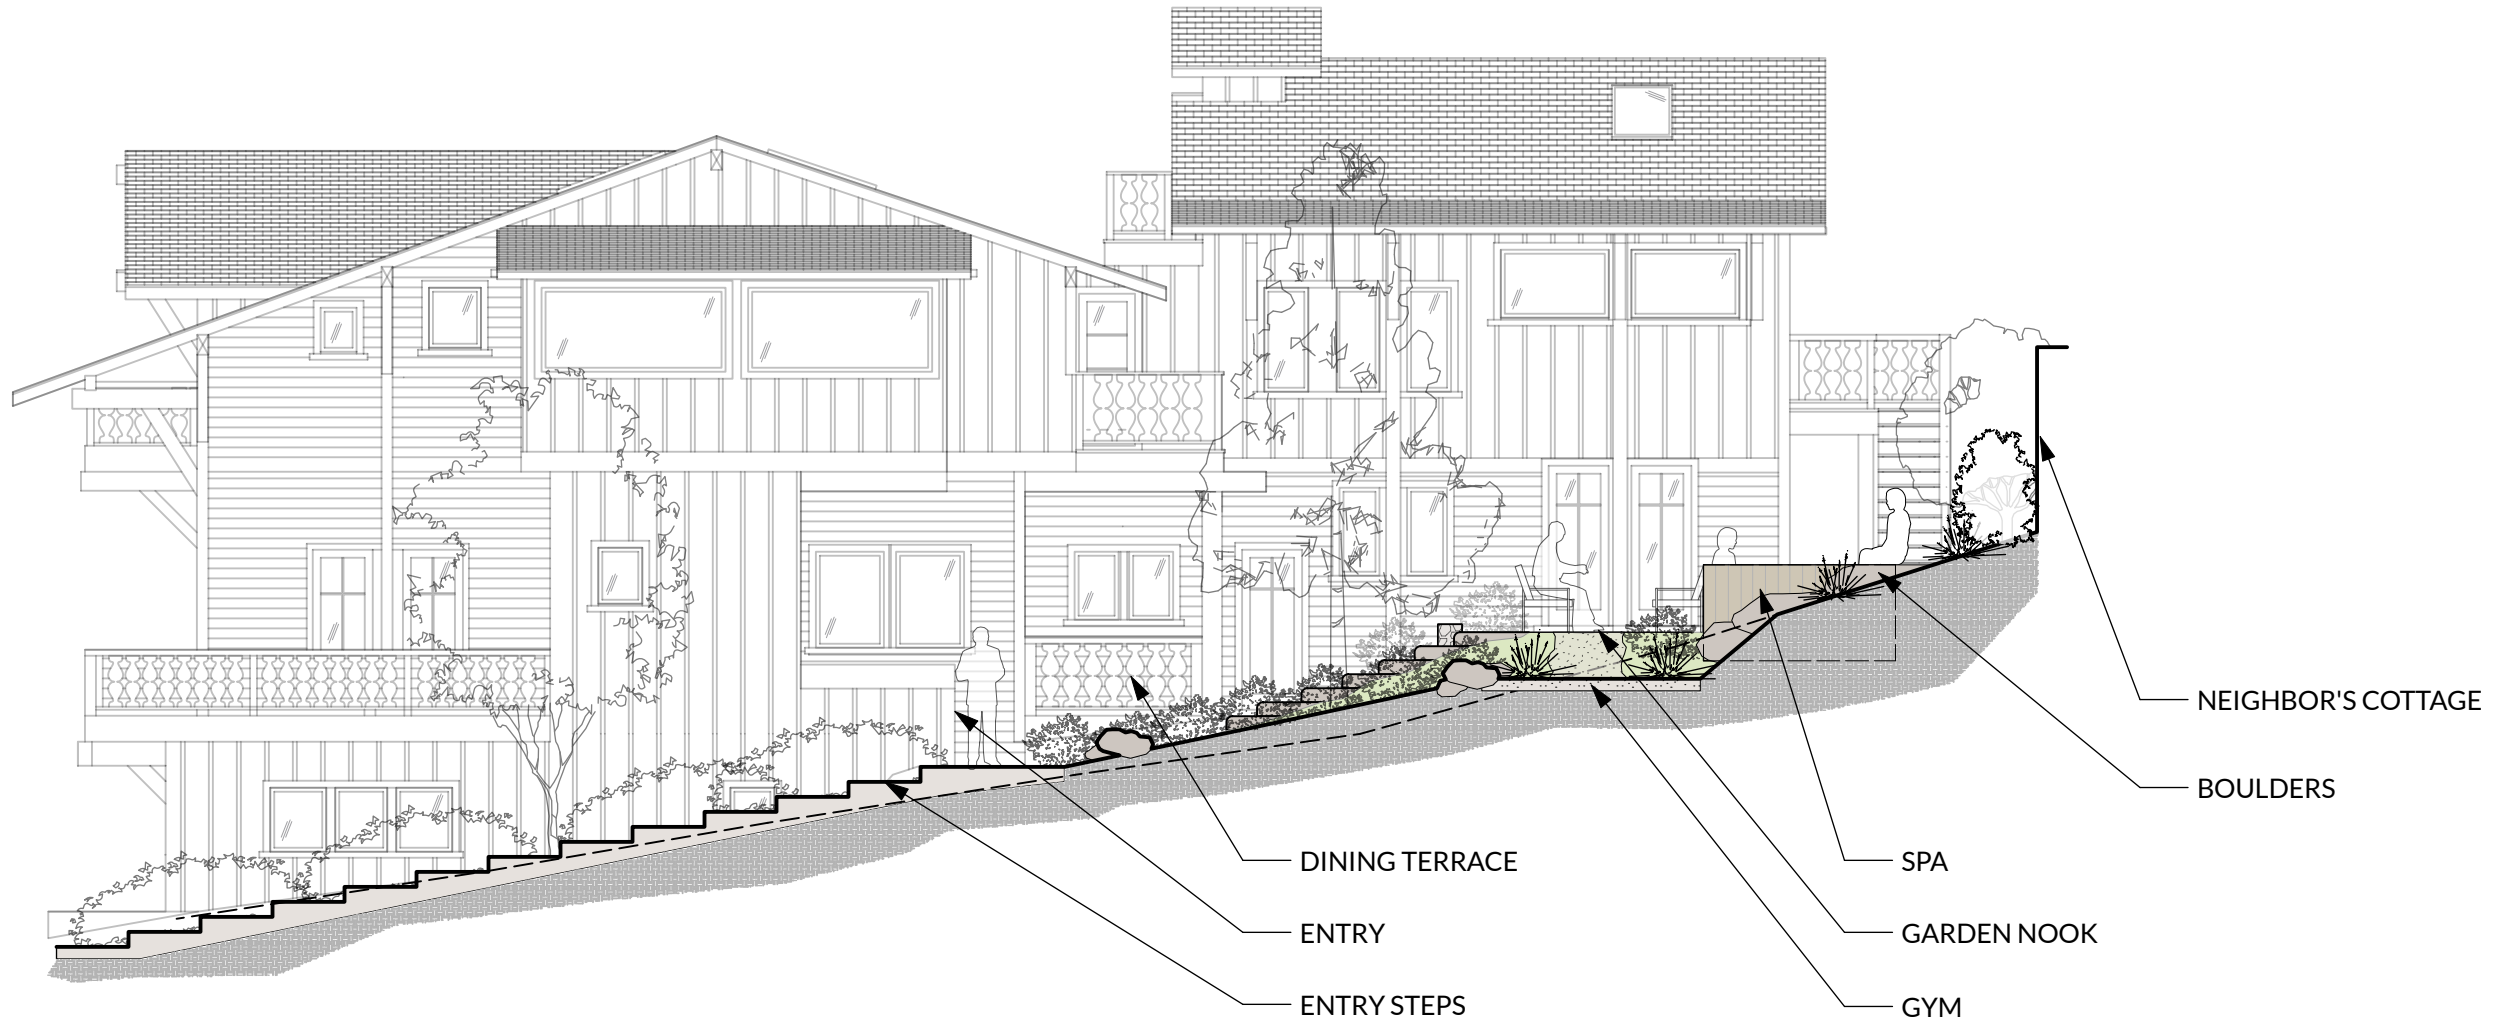 NEIGHBOR'S COTTAGE
BOULDERS
DINING TERRACE
SPA
ENTRY
GARDEN NOOK
ENTRY STEPS
GYM